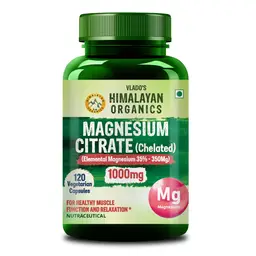 VLADO'S
HIMALAYAN
ORGANICS
MAGNESIUM
CITRATE (Chelated)
(Elemental Magnesium 35% - 350Mg)
1000mg
120
Vegetarian
Capsules
Mg
Magnesium
FOR HEALTHY MUSCLE
FUNCTION AND RELAXATION*
NUTRACEUTICAL